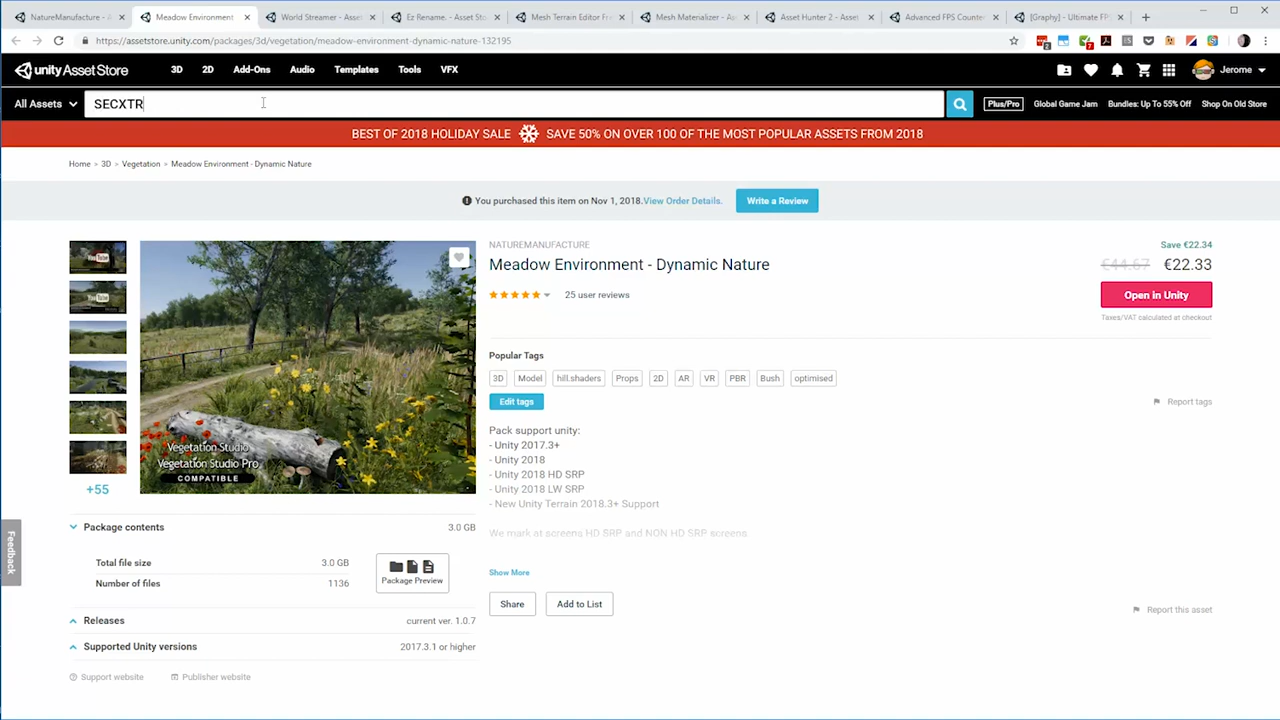 NatureManufacture - A
Meadow Environment
World Streamer - Asse
Ez Rename. - Asset Sto
Mesh Terrain Editor Fre
Mesh Materializer - As
Asset Hunter 2 - Asset
Advanced FPS Counter
[Graphy] - Ultimate FPS
https://assetstore.unity.com/packages/3d/vegetation/meadow-environment-dynamic-nature-132195
unity Asset Store
3D 2D Add-Ons Audio Templates Tools VFX
Jerome
All Assets
SECXTR
Plus/Pro Global Game Jam Bundles: Up To 55% Off Shop On Old Store
BEST OF 2018 HOLIDAY SALE SAVE 50% ON OVER 100 OF THE MOST POPULAR ASSETS FROM 2018
Home > 3D > Vegetation > Meadow Environment - Dynamic Nature
You purchased this item on Nov 1, 2018. View Order Details.
Write a Review
YouTube
YouTube
+55
Vegetation Studio
Vegetation Studio Pro
COMPATIBLE
NATUREMANUFACTURE
Meadow Environment - Dynamic Nature
25 user reviews
Save €22.34
€44.67 €22.33
Open in Unity
Taxes/VAT calculated at checkout
Popular Tags
3D Model hill.shaders Props 2D AR VR PBR Bush optimised
Edit tags
Report tags
Pack support unity:
- Unity 2017.3+
- Unity 2018
- Unity 2018 HD SRP
- Unity 2018 LW SRP
- New Unity Terrain 2018.3+ Support
We mark at screens HD SRP and NON HD SRP screens
Show More
Share Add to List
Report this asset
Package contents 3.0 GB
Total file size 3.0 GB
Number of files 1136
Package Preview
Releases current ver. 1.0.7
Supported Unity versions 2017.3.1 or higher
Support website Publisher website
Feedback